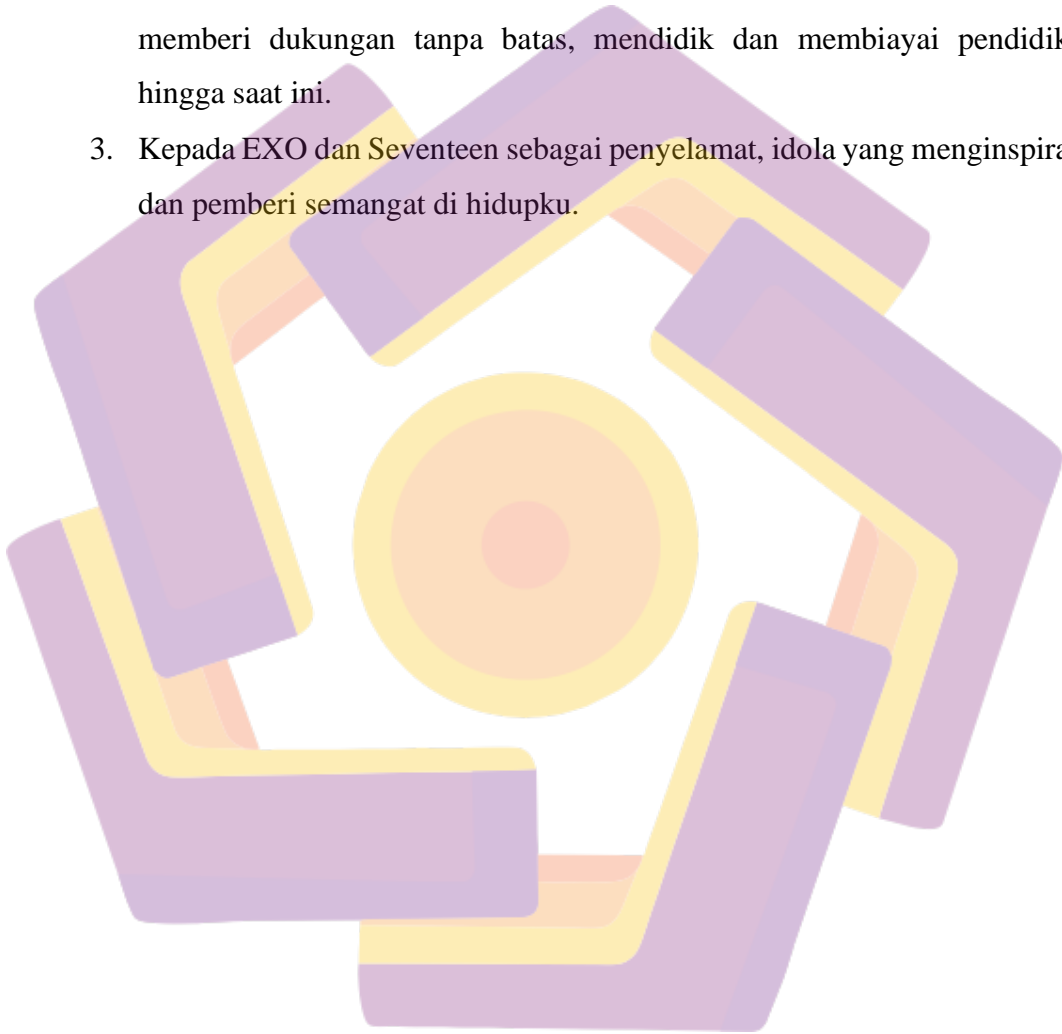 memberi dukungan tanpa batas, mendidik dan membiayai pendidik
hingga saat ini.
3. Kepada EXO dan Seventeen sebagai penyelamat, idola yang menginspira
dan pemberi semangat di hidupku.